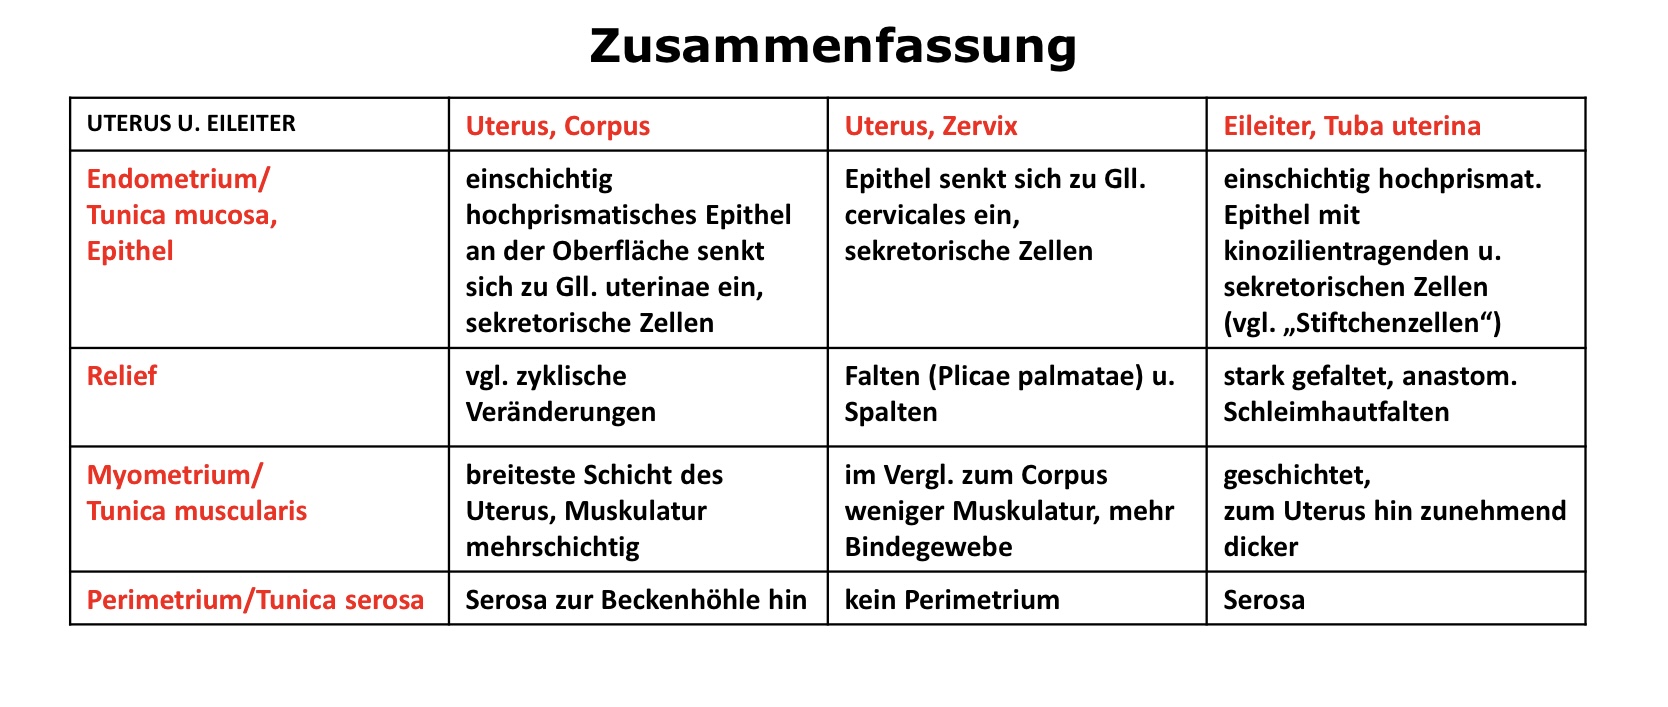 Zusammenfassung
UTERUS U. EILEITER
Uterus, Corpus
Uterus, Zervix
Eileiter, Tuba uterina
Endometrium/
Tunica mucosa,
Epithel
einschichtig
hochprismatisches Epithel
an der Oberfläche senkt
sich zu Gll. uterinae ein,
sekretorische Zellen
Epithel senkt sich zu Gll.
cervicales ein,
sekretorische Zellen
einschichtig hochprismat.
Epithel mit
kinozilientragenden u.
sekretorischen Zellen
(vgl. „Stiftchenzellen“)
Relief
vgl. zyklische
Veränderungen
Falten (Plicae palmatae) u.
Spalten
stark gefaltet, anastom.
Schleimhautfalten
Myometrium/
Tunica muscularis
breiteste Schicht des
Uterus, Muskulatur
mehrschichtig
im Vergl. zum Corpus
weniger Muskulatur, mehr
Bindegewebe
geschichtet,
zum Uterus hin zunehmend
dicker
Perimetrium/Tunica serosa
Serosa zur Beckenhöhle hin
kein Perimetrium
Serosa